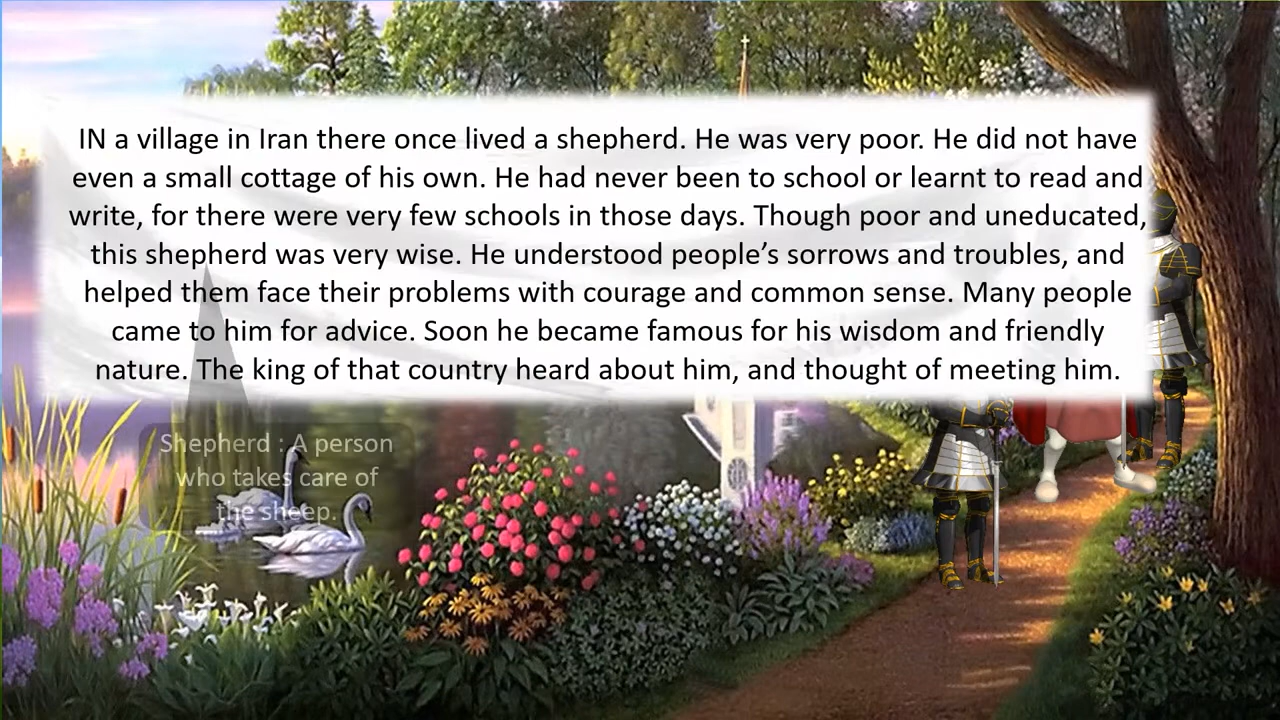 IN a village in Iran there once lived a shepherd. He was very poor. He did not have
even a small cottage of his own. He had never been to school or learnt to read and
write, for there were very few schools in those days. Though poor and uneducated,
this shepherd was very wise. He understood people’s sorrows and troubles, and
helped them face their problems with courage and common sense. Many people
came to him for advice. Soon he became famous for his wisdom and friendly
nature. The king of that country heard about him, and thought of meeting him.
Shepherd : A person
who takes care of
the sheep.